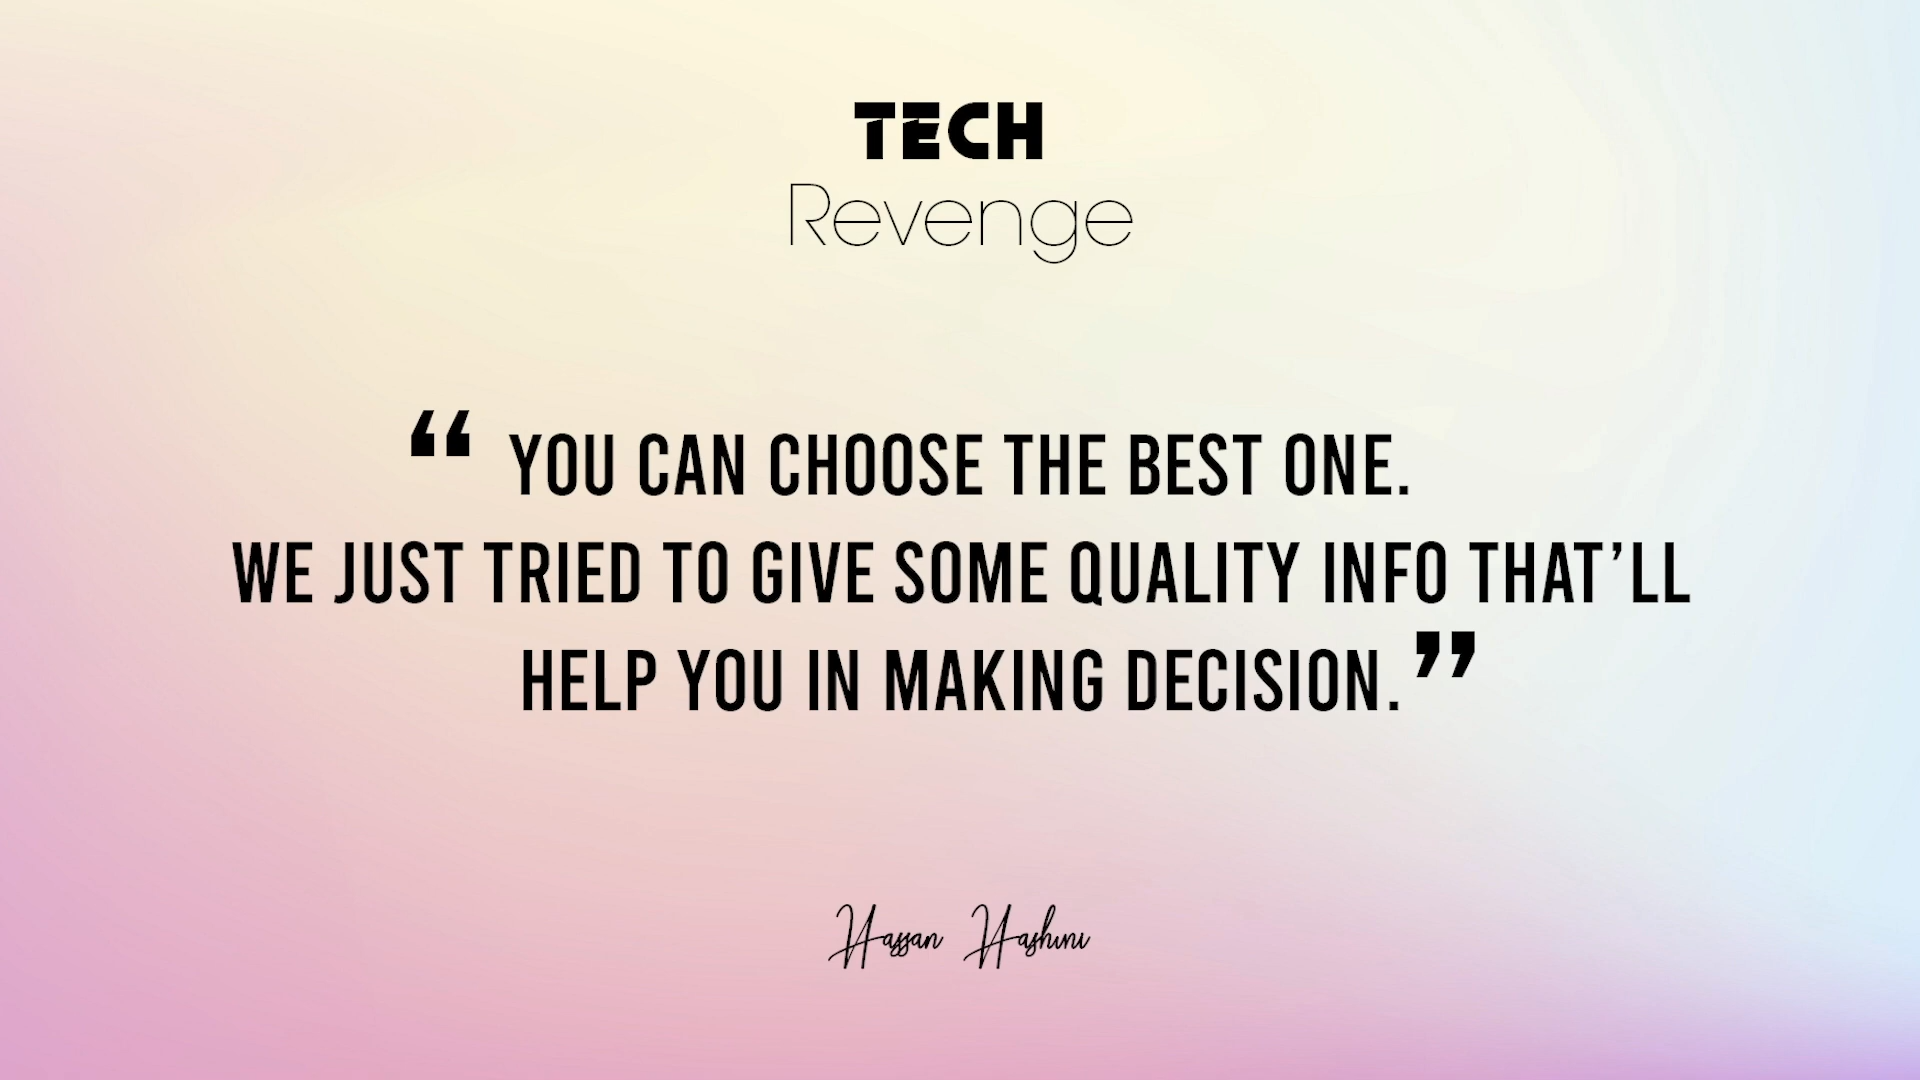 TECH
Revenge
“ YOU CAN CHOOSE THE BEST ONE.
WE JUST TRIED TO GIVE SOME QUALITY INFO THAT’LL
HELP YOU IN MAKING DECISION. ”
Hassan Hashmi